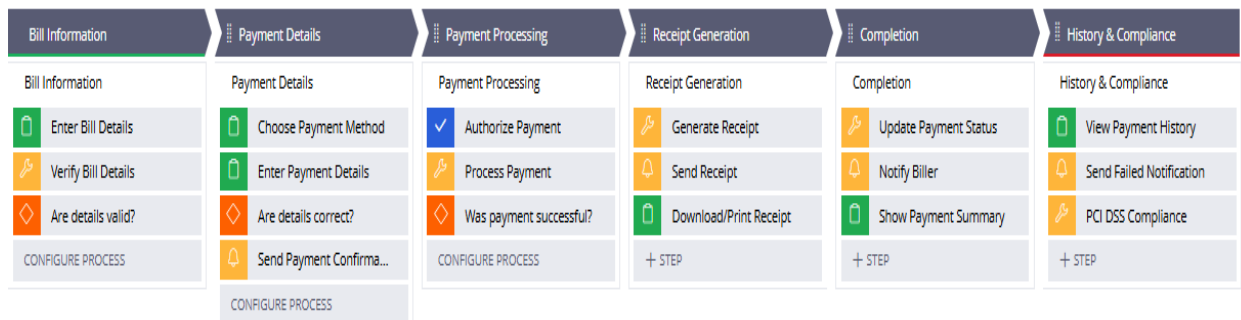 Bill Information
Payment Details
Payment Processing
Receipt Generation
Completion
History & Compliance
Bill Information
Enter Bill Details
Verify Bill Details
Are details valid?
CONFIGURE PROCESS
Payment Details
Choose Payment Method
Enter Payment Details
Are details correct?
Send Payment Confirma...
CONFIGURE PROCESS
Payment Processing
Authorize Payment
Process Payment
Was payment successful?
CONFIGURE PROCESS
Receipt Generation
Generate Receipt
Send Receipt
Download/Print Receipt
+ STEP
Completion
Update Payment Status
Notify Biller
Show Payment Summary
+ STEP
History & Compliance
View Payment History
Send Failed Notification
PCI DSS Compliance
+ STEP